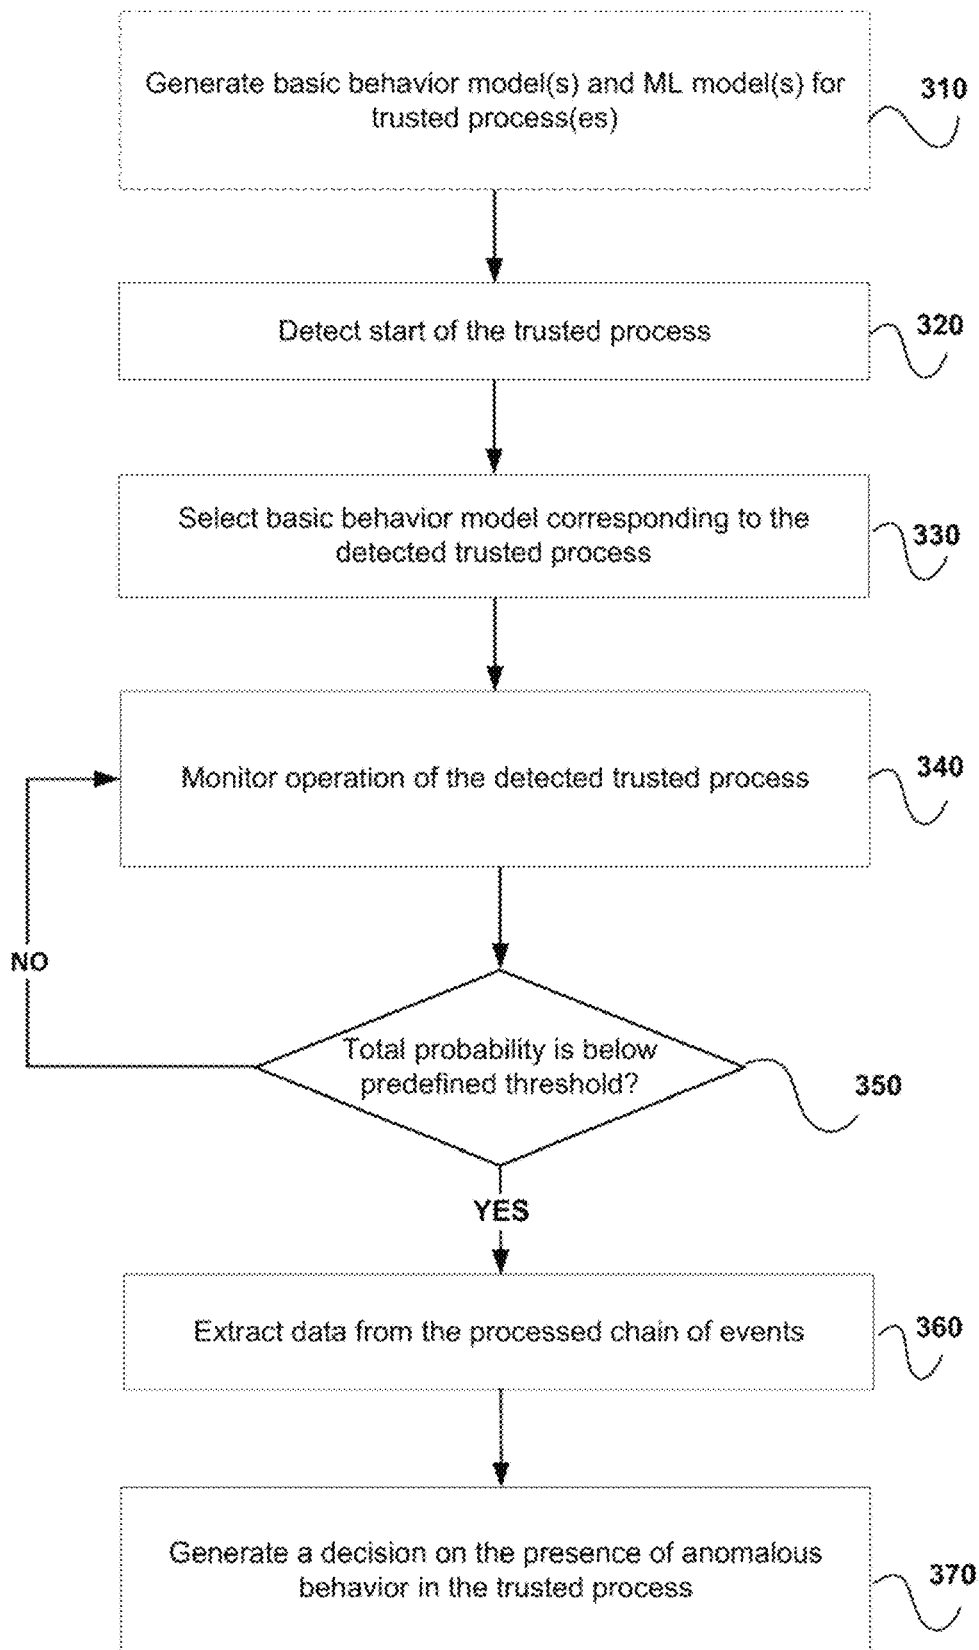 Generate basic behavior model(s) and ML model(s) for
trusted process(es)
310
Detect start of the trusted process
320
Select basic behavior model corresponding to the
detected trusted process
330
Monitor operation of the detected trusted process
340
NO
Total probability is below
predefined threshold?
350
YES
Extract data from the processed chain of events
360
Generate a decision on the presence of anomalous
behavior in the trusted process
370